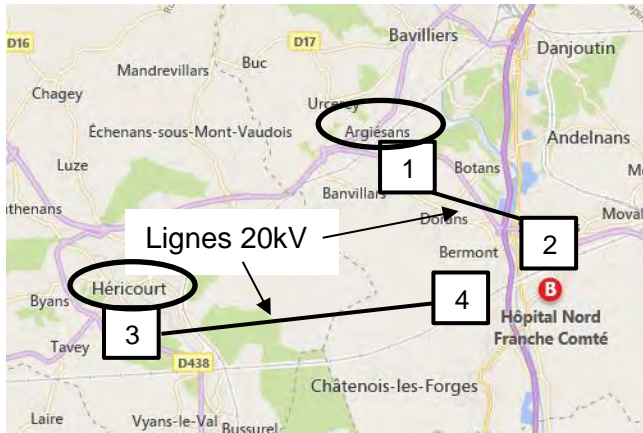 D16
D17
Bavilliers
Danjoutin
Buc
Mandrevillars
Chagey
Urcerey
Échenans-sous-Mont-Vaudois
Argiésans
Andelnans
Luze
1
Botans
Banvillars
Moval
Dorans
Lignes 20kV
2
Bermont
Héricourt
4
B
Byans
3
Hôpital Nord
Franche Comté
Tavey
D438
Châtenois-les-Forges
Laire
Vyans-le-Val
Bussurel